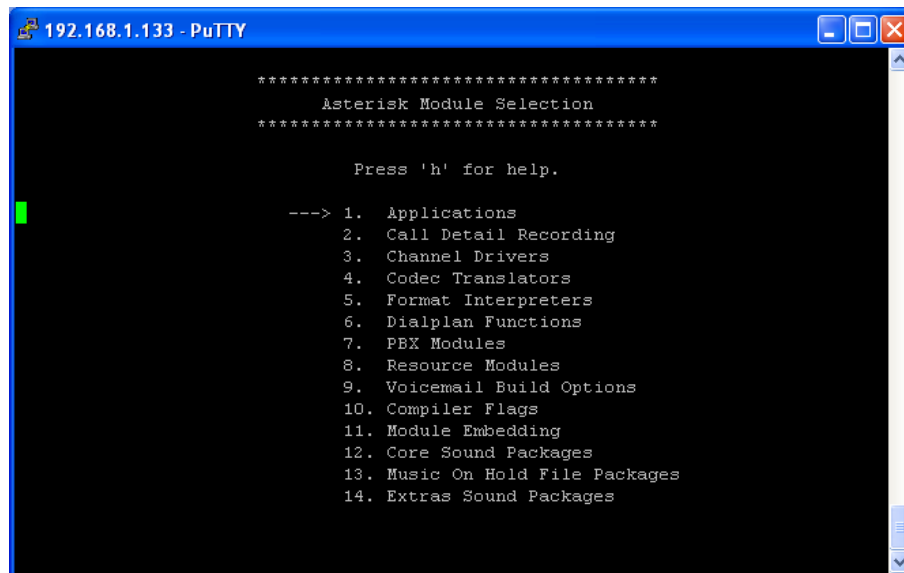 192.168.1.133 - PuTTY
*************************************
Asterisk Module Selection
*************************************
Press 'h' for help.
---> 1. Applications
2. Call Detail Recording
3. Channel Drivers
4. Codec Translators
5. Format Interpreters
6. Dialplan Functions
7. PBX Modules
8. Resource Modules
9. Voicemail Build Options
10. Compiler Flags
11. Module Embedding
12. Core Sound Packages
13. Music On Hold File Packages
14. Extras Sound Packages